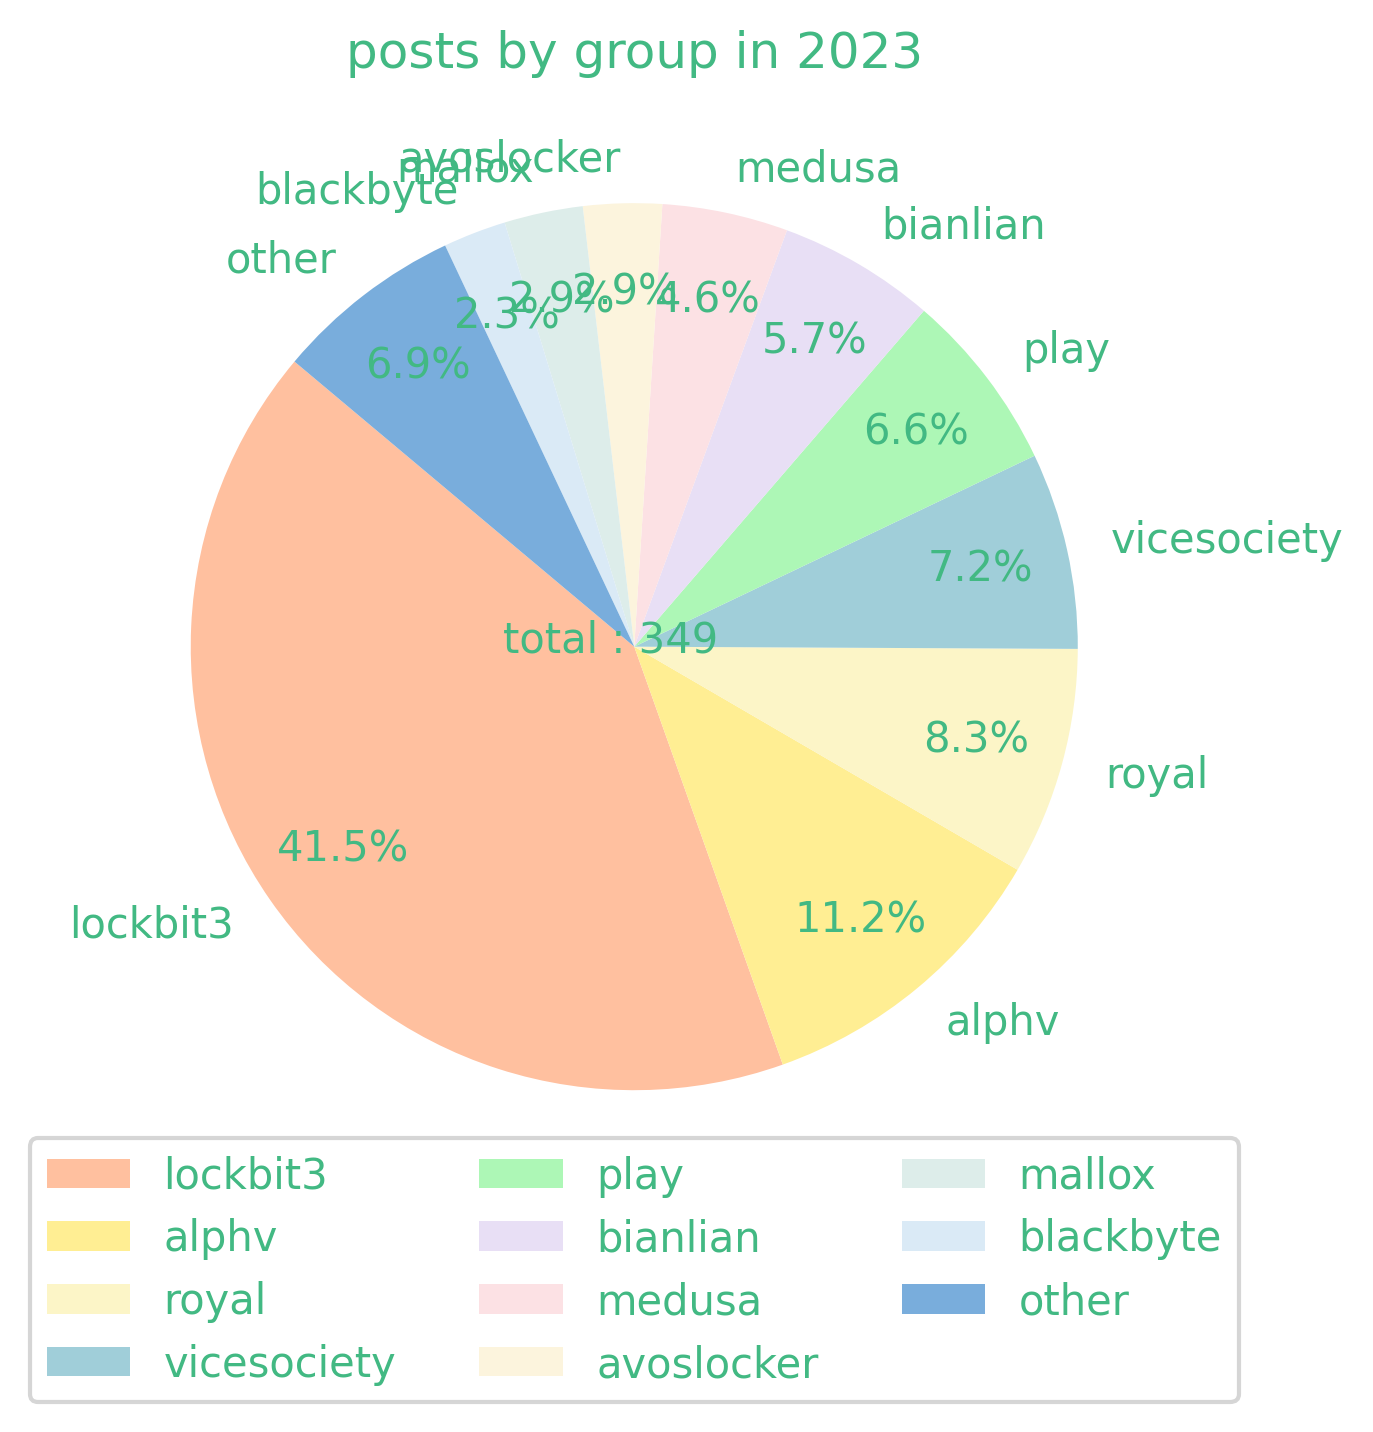 posts by group in 2023
avoslocker
mallox
medusa
blackbyte
bianlian
other
play
vicesociety
royal
alphv
lockbit3
2.9%
2.9%
4.6%
2.3%
5.7%
6.9%
6.6%
7.2%
total : 349
8.3%
41.5%
11.2%
lockbit3
alphv
royal
vicesociety
play
bianlian
medusa
avoslocker
mallox
blackbyte
other